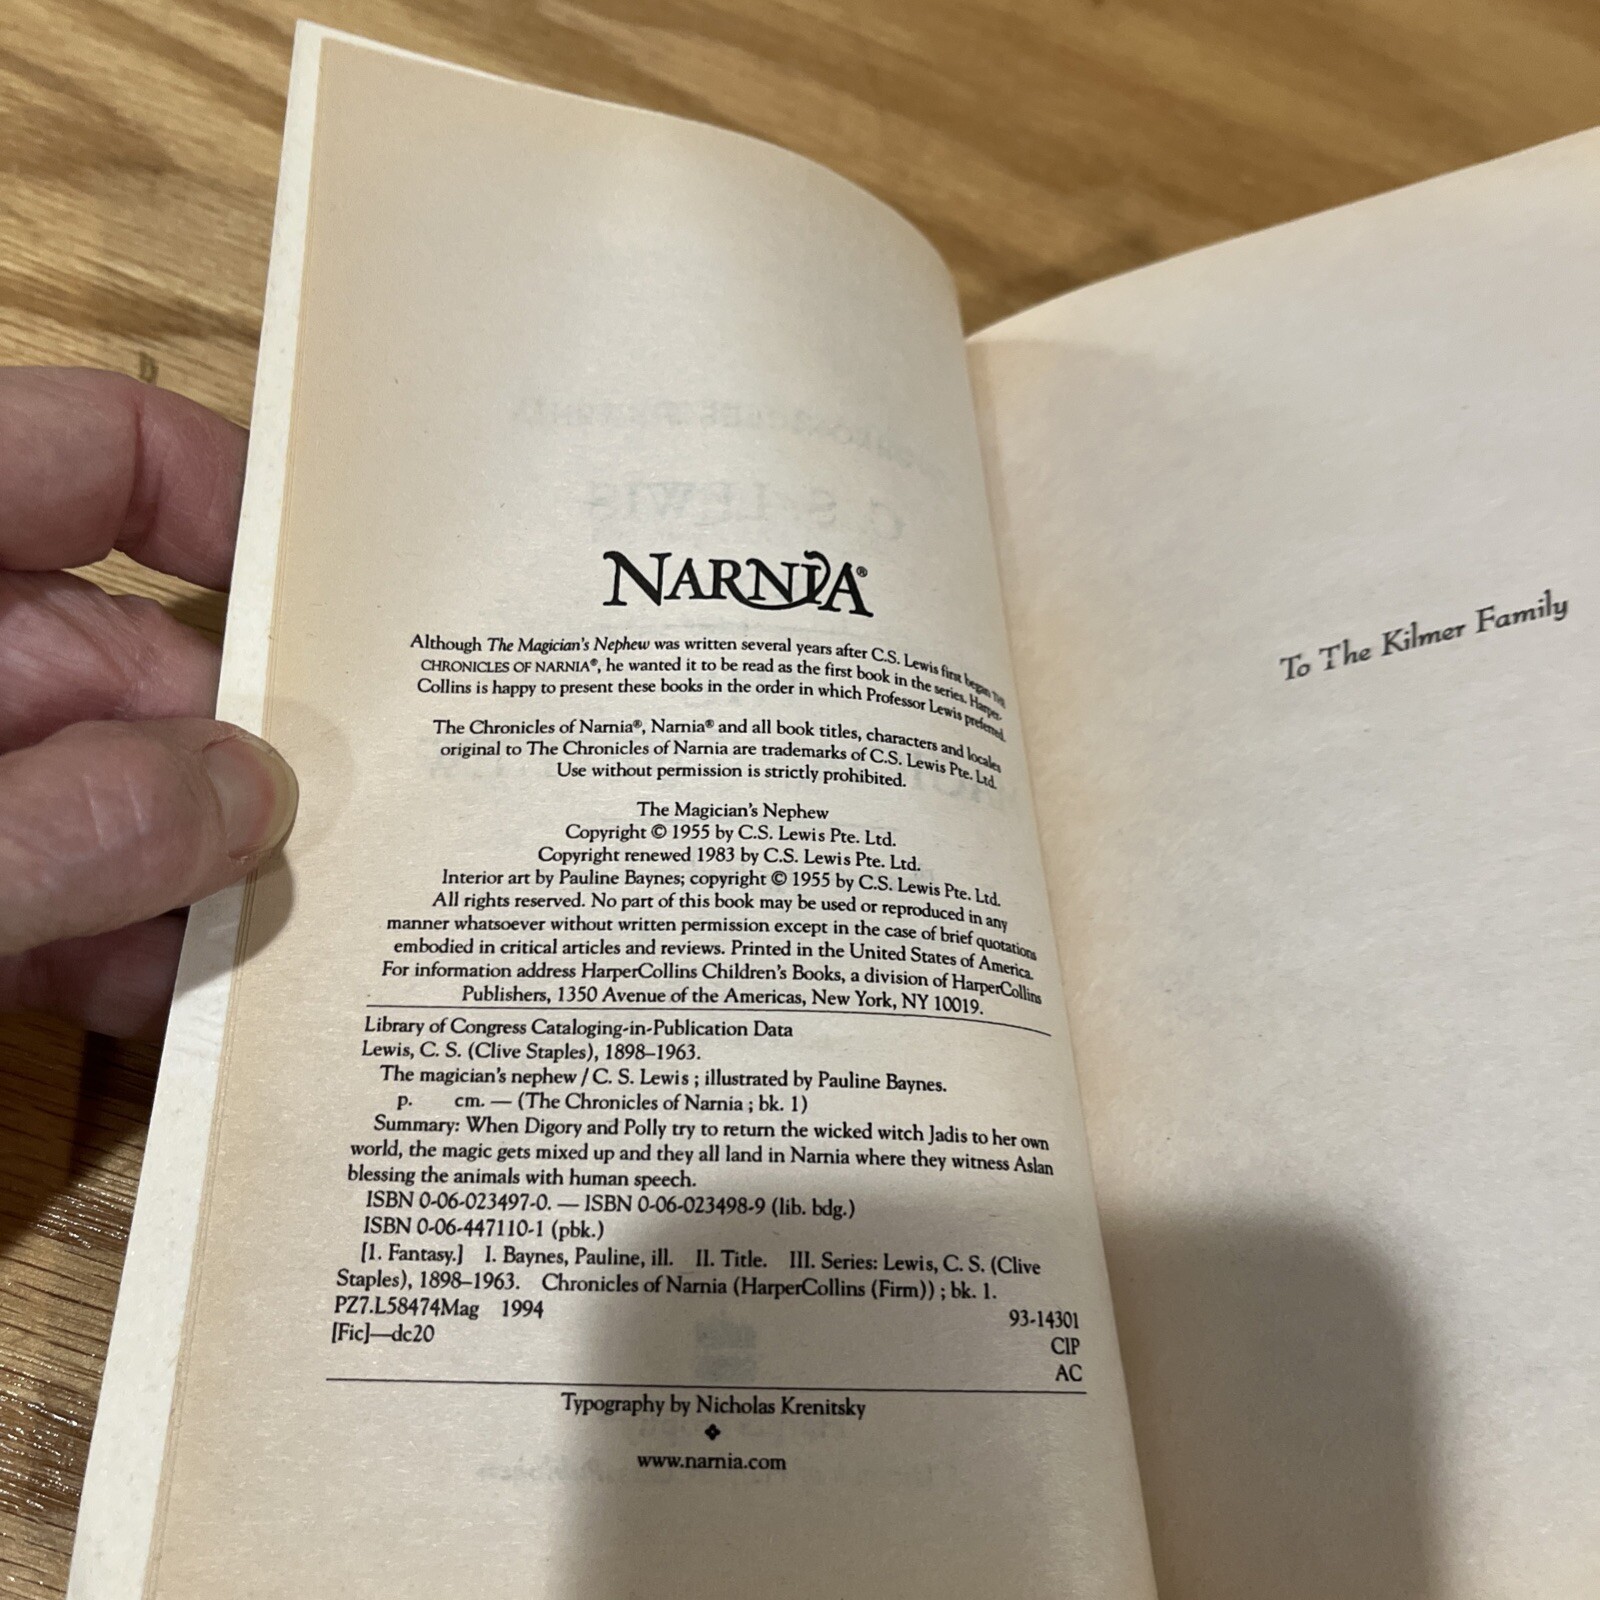 NARNIA®
Although The Magician's Nephew was written several years after C.S. Lewis first began THE
CHRONICLES OF NARNIA®, he wanted it to be read as the first book in the series. Harper-
Collins is happy to present these books in the order in which Professor Lewis preferred.
The Chronicles of Narnia®, Narnia® and all book titles, characters and locales
original to The Chronicles of Narnia are trademarks of C.S. Lewis Pte. Ltd.
Use without permission is strictly prohibited.
The Magician's Nephew
Copyright © 1955 by C.S. Lewis Pte. Ltd.
Copyright renewed 1983 by C.S. Lewis Pte. Ltd.
Interior art by Pauline Baynes; copyright © 1955 by C.S. Lewis Pte. Ltd.
All rights reserved. No part of this book may be used or reproduced in any
manner whatsoever without written permission except in the case of brief quotations
embodied in critical articles and reviews. Printed in the United States of America.
For information address HarperCollins Children's Books, a division of HarperCollins
Publishers, 1350 Avenue of the Americas, New York, NY 10019.
Library of Congress Cataloging-in-Publication Data
Lewis, C. S. (Clive Staples), 1898–1963.
The magician's nephew / C. S. Lewis ; illustrated by Pauline Baynes.
p. cm. — (The Chronicles of Narnia ; bk. 1)
Summary: When Digory and Polly try to return the wicked witch Jadis to her own
world, the magic gets mixed up and they all land in Narnia where they witness Aslan
blessing the animals with human speech.
ISBN 0-06-023497-0. — ISBN 0-06-023498-9 (lib. bdg.)
ISBN 0-06-447110-1 (pbk.)
[1. Fantasy.] I. Baynes, Pauline, ill. II. Title. III. Series: Lewis, C. S. (Clive
Staples), 1898–1963. Chronicles of Narnia (HarperCollins (Firm)) ; bk. 1.
PZ7.L58474Mag 1994 93-14301
[Fic]—dc20 CIP
AC
Typography by Nicholas Krenitsky
❖
www.narnia.com
To The Kilmer Family